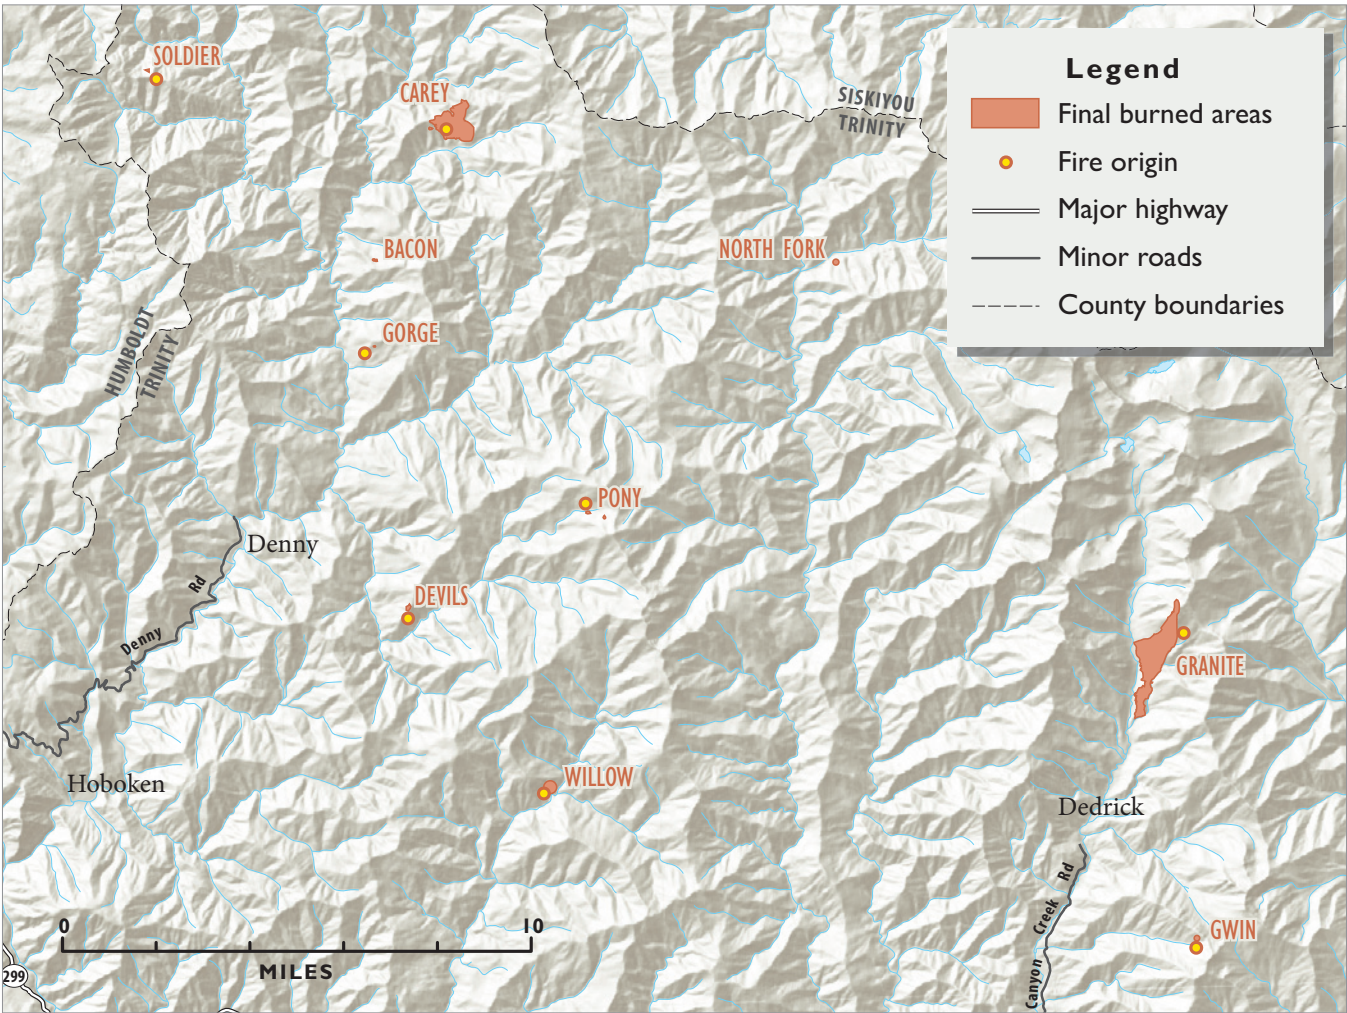 SOLDIER
CAREY
SISKIYOU
TRINITY
Legend
Final burned areas
Fire origin
Major highway
Minor roads
County boundaries
BACON
NORTH FORK
GORGE
HUMBOLDT
TRINITY
PONY
Denny
DEVILS
Denny Rd
GRANITE
WILLOW
Hoboken
Dedrick
Canyon Creek Rd
GWIN
0 10
MILES
299